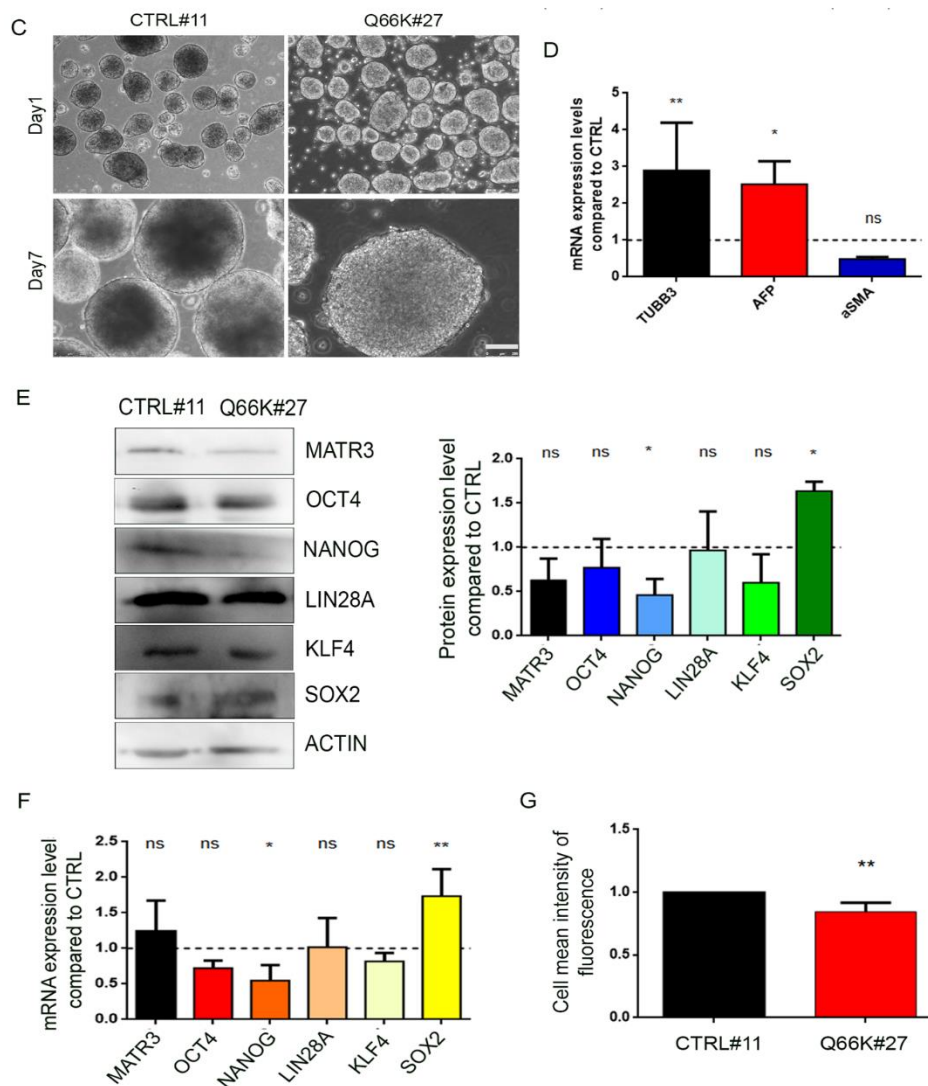 C
CTRL#11 Q66K#27
Day1
Day7
D
mRNA expression levels
compared to CTRL
5
4
3
2
1
0
** * ns
TUBB3 AFP aSMA
E
CTRL#11 Q66K#27
MATR3
OCT4
NANOG
LIN28A
KLF4
SOX2
ACTIN
Protein expression level
compared to CTRL
2.0
1.5
1.0
0.5
0.0
ns ns * ns ns *
MATR3 OCT4 NANOG LIN28A KLF4 SOX2
F
mRNA expression level
compared to CTRL
2.5
2.0
1.5
1.0
0.5
0.0
ns ns * ns ns **
MATR3 OCT4 NANOG LIN28A KLF4 SOX2
G
Cell mean intensity of
fluorescence
1.5
1.0
0.5
0.0
**
CTRL#11 Q66K#27